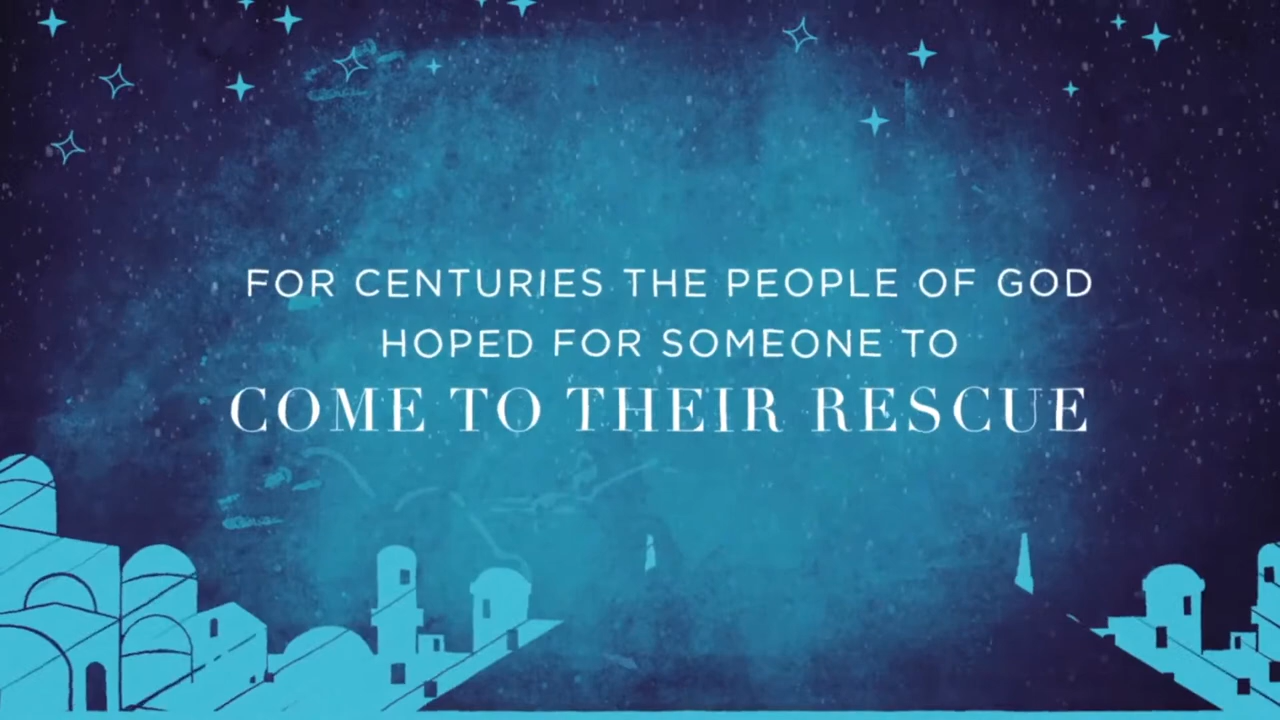 FOR CENTURIES THE PEOPLE OF GOD
HOPED FOR SOMEONE TO
COME TO THEIR RESCUE